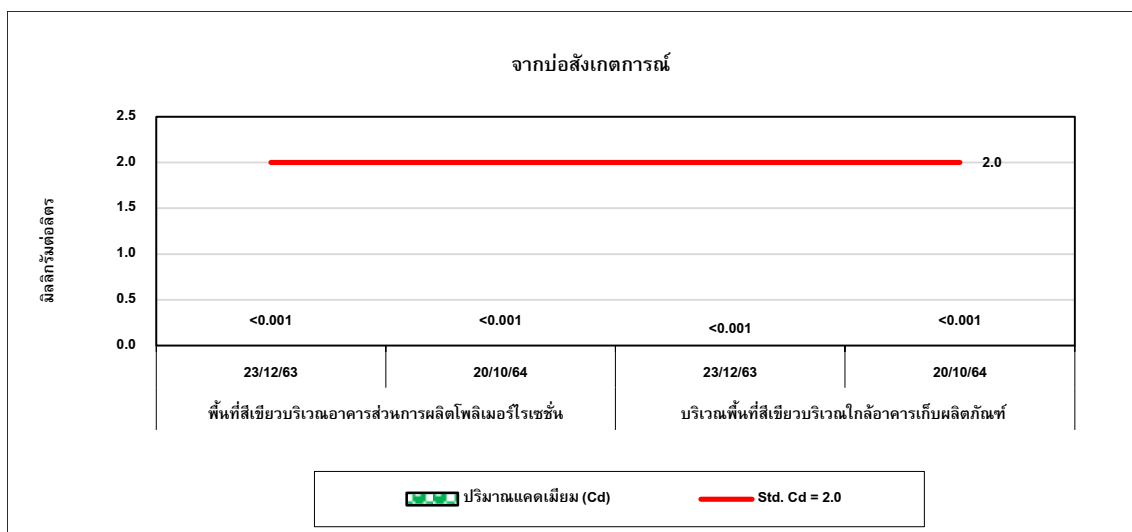 จากบ่อสังเกตการณ์
มิลลิกรัมต่อลิตร
2.5
2.0
1.5
1.0
0.5
0.0
2.0
<0.001
<0.001
<0.001
<0.001
23/12/63
20/10/64
23/12/63
20/10/64
พื้นที่สีเขียวบริเวณอาคารส่วนการผลิตโพลิเมอร์ไรเซชั่น
บริเวณพื้นที่สีเขียวบริเวณใกล้อาคารเก็บผลิตภัณฑ์
ปริมาณแคดเมียม (Cd)
Std. Cd = 2.0